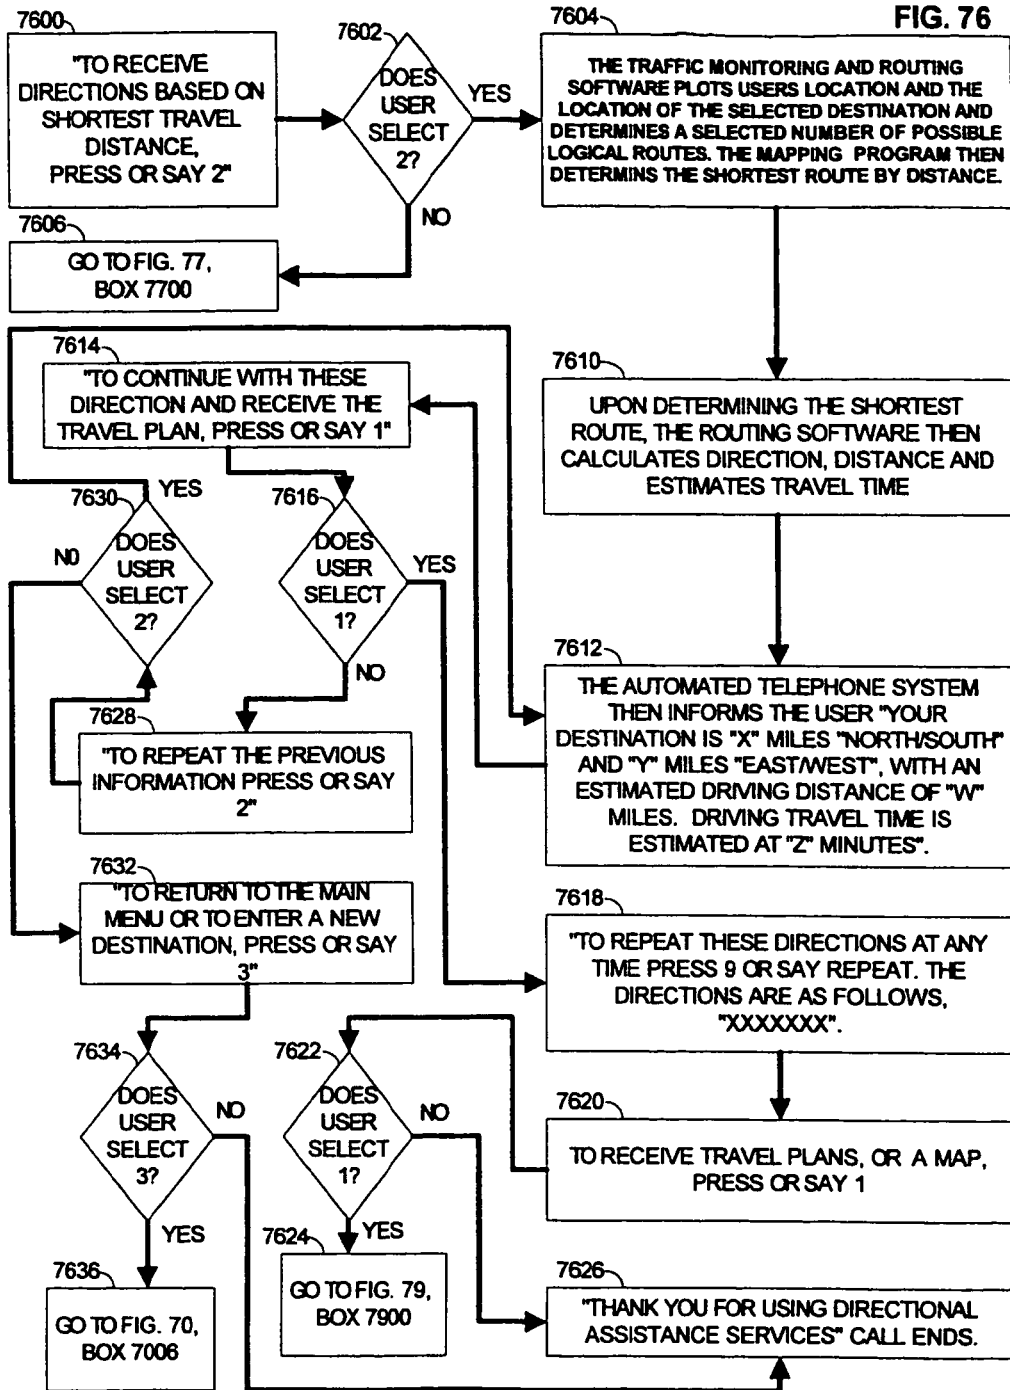 FIG. 76
7600
"TO RECEIVE
DIRECTIONS BASED ON
SHORTEST TRAVEL
DISTANCE,
PRESS OR SAY 2"
7602
DOES
USER
SELECT
2?
YES
NO
7604
THE TRAFFIC MONITORING AND ROUTING
SOFTWARE PLOTS USERS LOCATION AND THE
LOCATION OF THE SELECTED DESTINATION AND
DETERMINES A SELECTED NUMBER OF POSSIBLE
LOGICAL ROUTES. THE MAPPING PROGRAM THEN
DETERMINS THE SHORTEST ROUTE BY DISTANCE.
7606
GO TO FIG. 77,
BOX 7700
7610
UPON DETERMINING THE SHORTEST
ROUTE, THE ROUTING SOFTWARE THEN
CALCULATES DIRECTION, DISTANCE AND
ESTIMATES TRAVEL TIME
7612
THE AUTOMATED TELEPHONE SYSTEM
THEN INFORMS THE USER "YOUR
DESTINATION IS "X" MILES "NORTH/SOUTH"
AND "Y" MILES "EAST/WEST", WITH AN
ESTIMATED DRIVING DISTANCE OF "W"
MILES. DRIVING TRAVEL TIME IS
ESTIMATED AT "Z" MINUTES".
7614
"TO CONTINUE WITH THESE
DIRECTION AND RECEIVE THE
TRAVEL PLAN, PRESS OR SAY 1"
7616
DOES
USER
SELECT
1?
YES
NO
7628
"TO REPEAT THE PREVIOUS
INFORMATION PRESS OR SAY
2"
7630
DOES
USER
SELECT
2?
YES
N0
7632
"TO RETURN TO THE MAIN
MENU OR TO ENTER A NEW
DESTINATION, PRESS OR SAY
3"
7634
DOES
USER
SELECT
3?
NO
YES
7636
GO TO FIG. 70,
BOX 7006
7618
"TO REPEAT THESE DIRECTIONS AT ANY
TIME PRESS 9 OR SAY REPEAT. THE
DIRECTIONS ARE AS FOLLOWS,
"XXXXXXX".
7620
TO RECEIVE TRAVEL PLANS, OR A MAP,
PRESS OR SAY 1
7622
DOES
USER
SELECT
1?
NO
YES
7624
GO TO FIG. 79,
BOX 7900
7626
"THANK YOU FOR USING DIRECTIONAL
ASSISTANCE SERVICES" CALL ENDS.